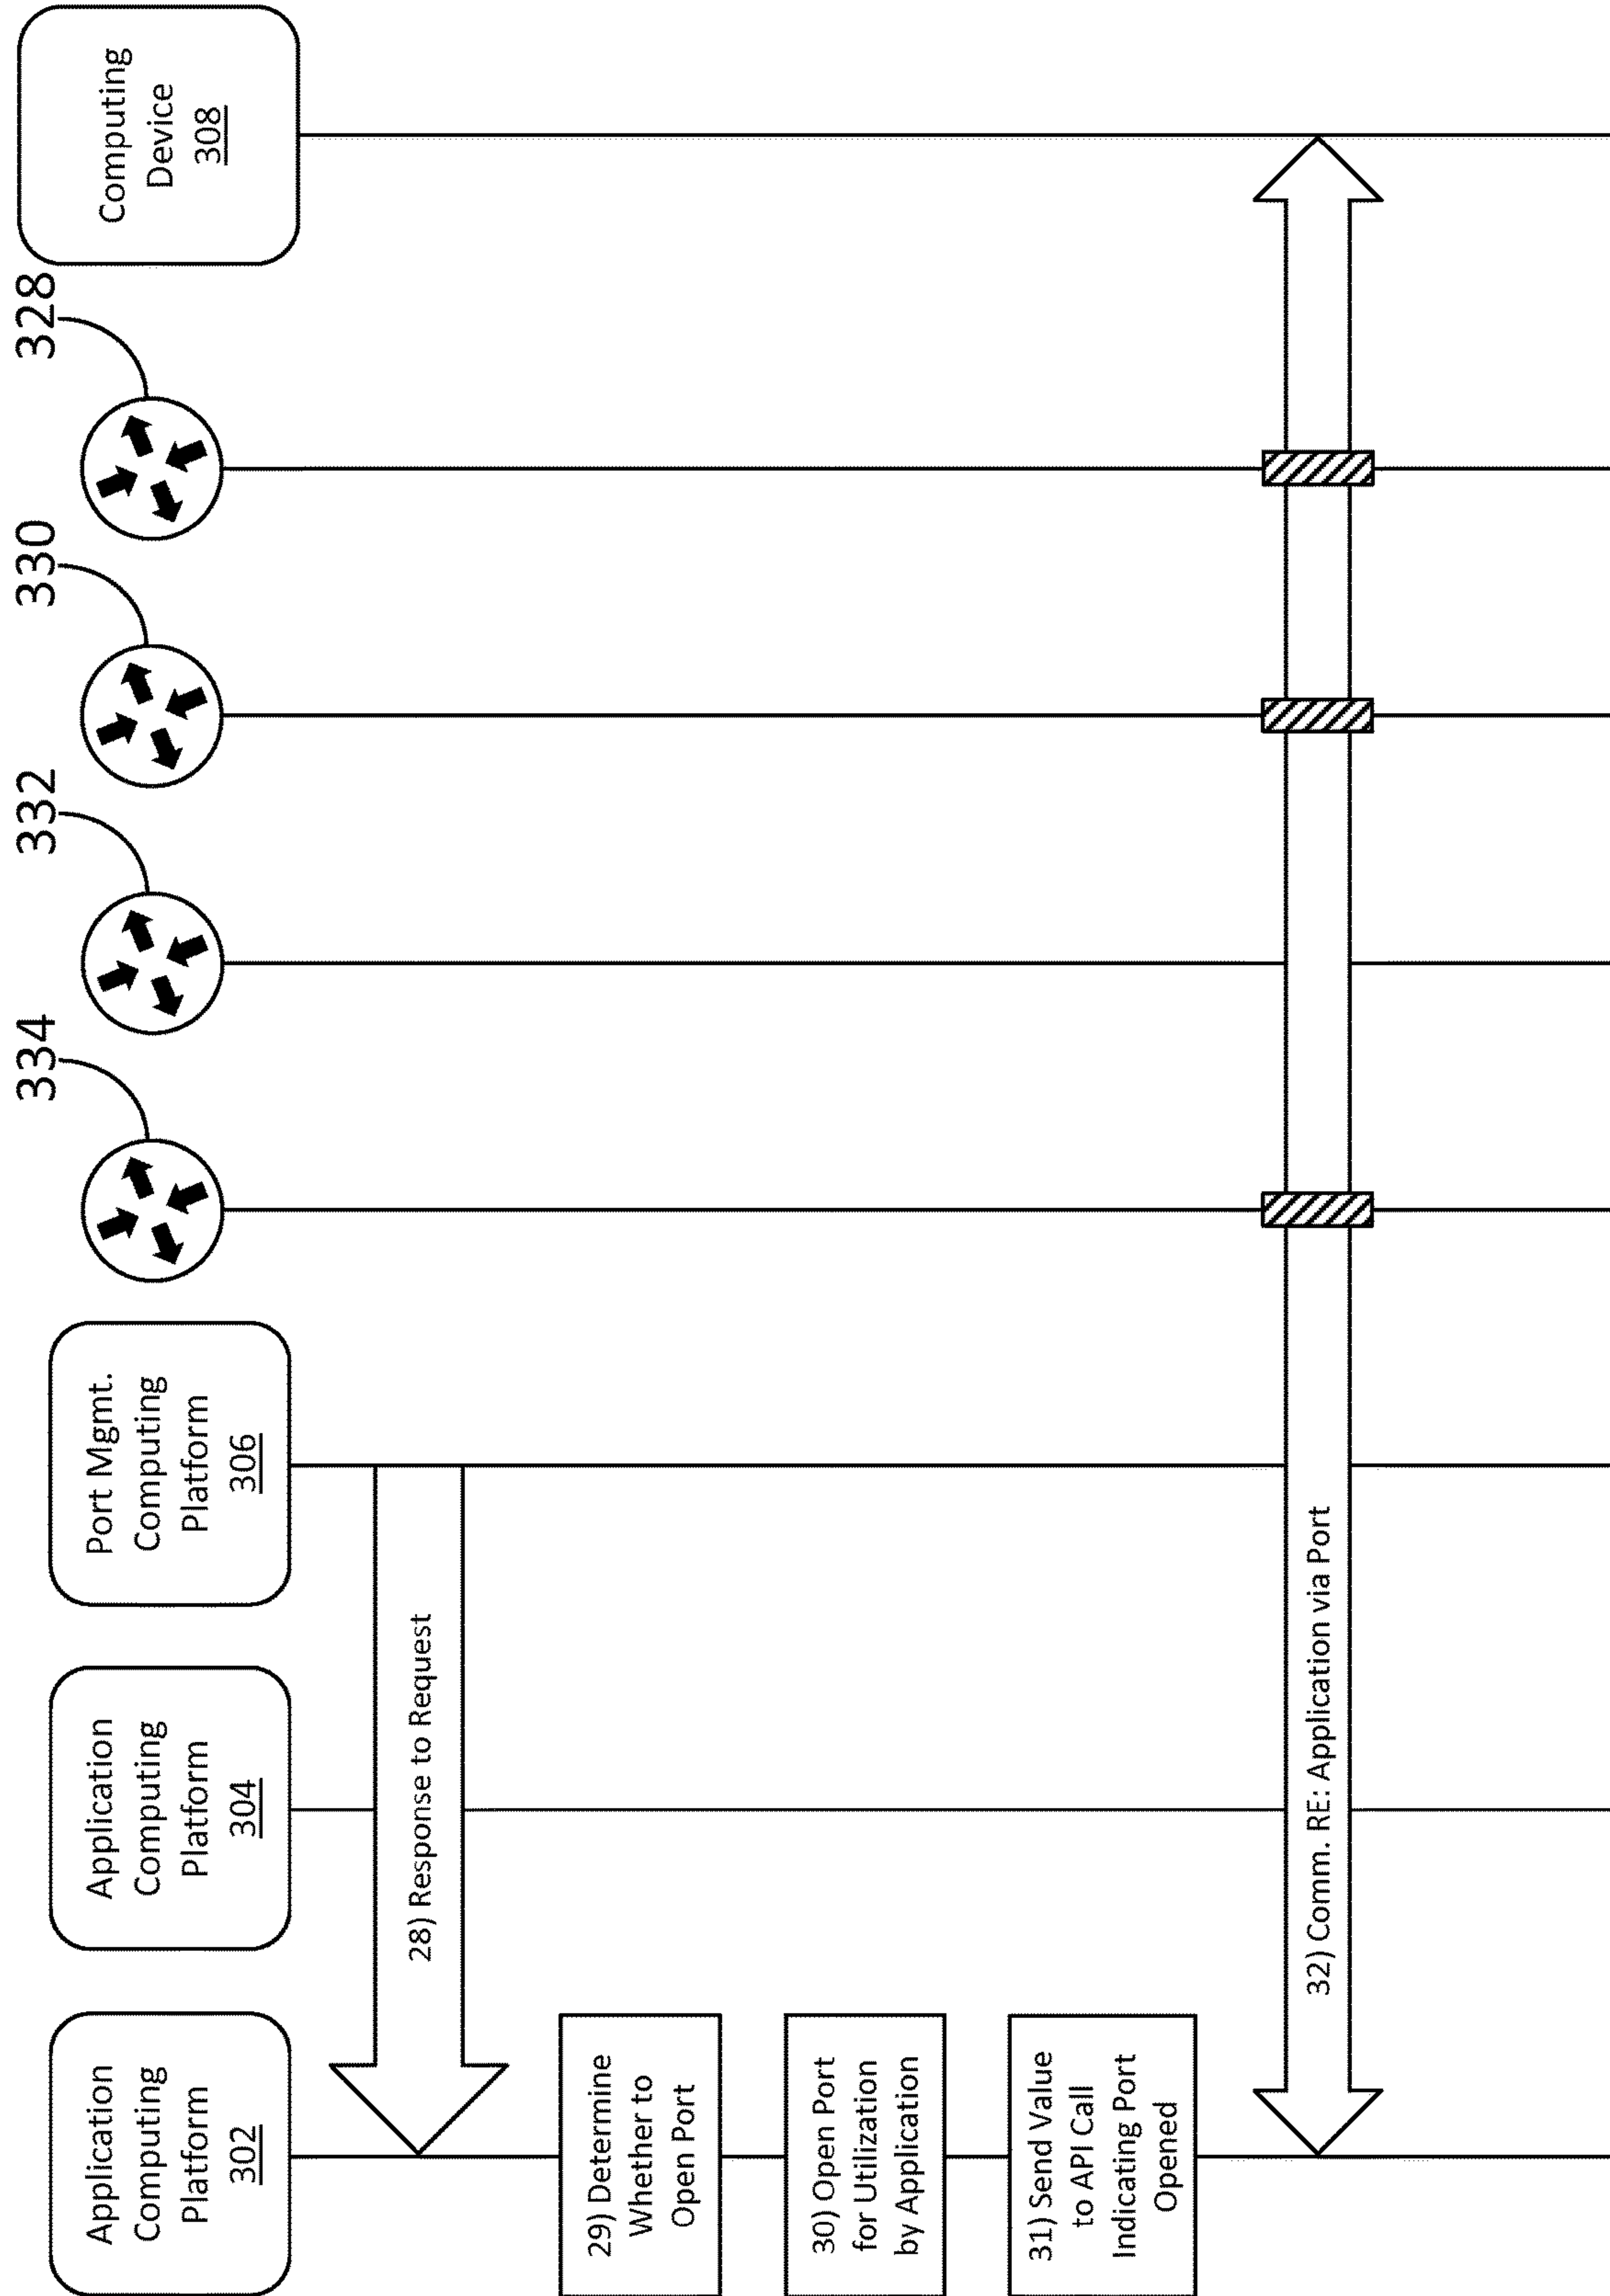 Application
Computing
Platform
302
Application
Computing
Platform
304
Port Mgmt.
Computing
Platform
306
334
332
330
328
Computing
Device
308
28) Response to Request
29) Determine
Whether to
Open Port
30) Open Port
for Utilization
by Application
31) Send Value
to API Call
Indicating Port
Opened
32) Comm. RE: Application via Port